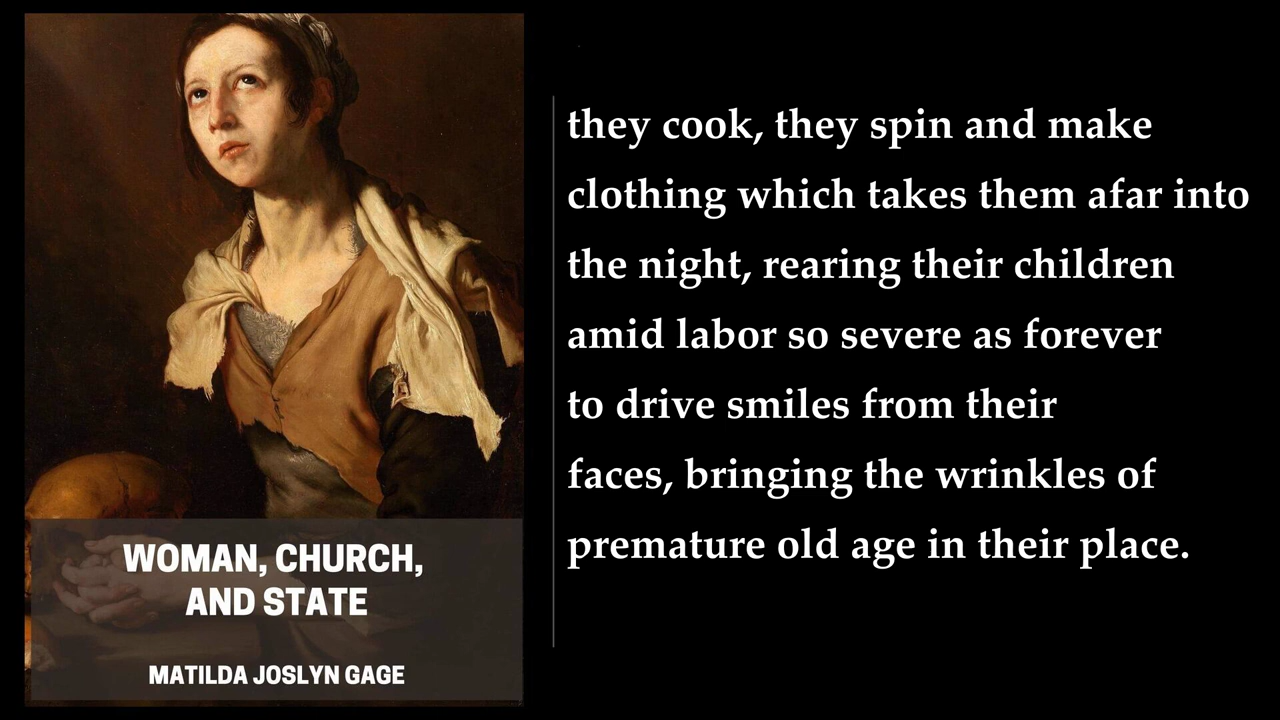 WOMAN, CHURCH,
AND STATE
MATILDA JOSLYN GAGE
they cook, they spin and make
clothing which takes them afar into
the night, rearing their children
amid labor so severe as forever
to drive smiles from their
faces, bringing the wrinkles of
premature old age in their place.